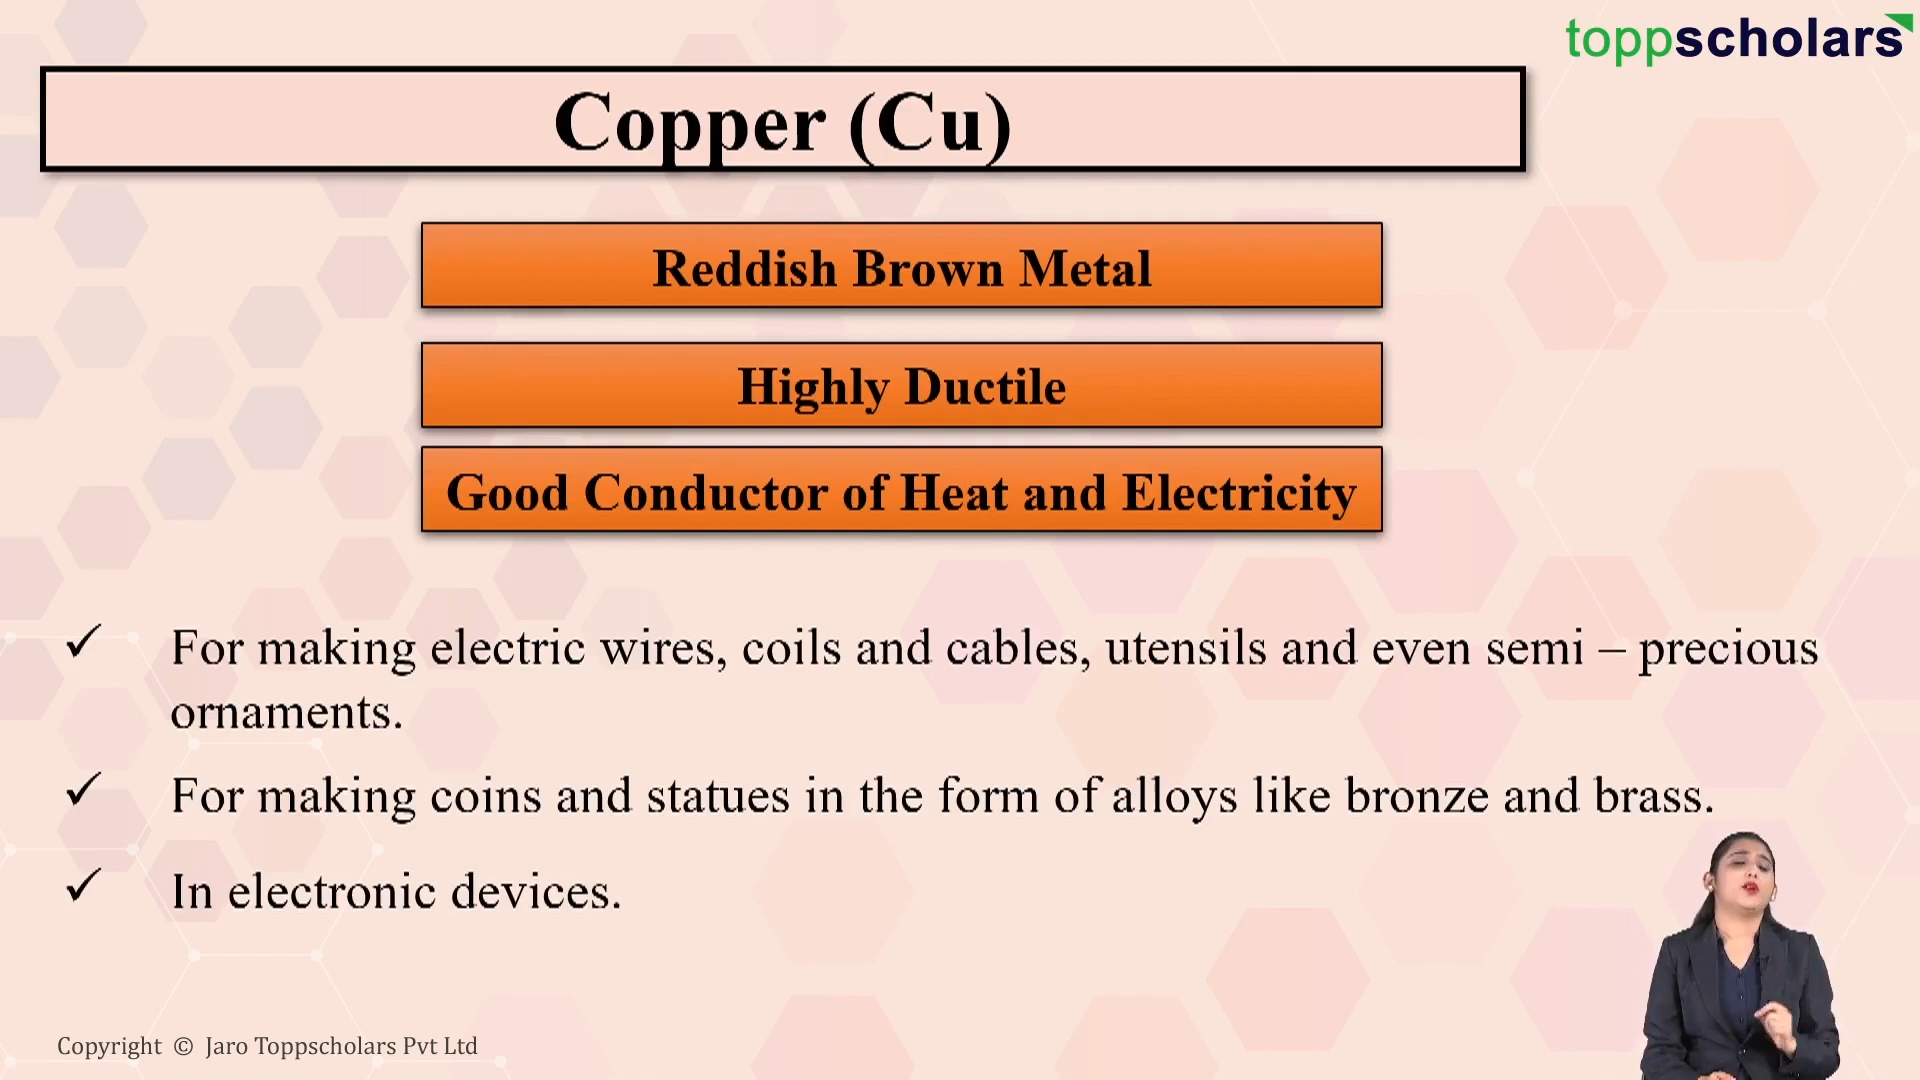 toppscholars
Copper (Cu)
Reddish Brown Metal
Highly Ductile
Good Conductor of Heat and Electricity
✓ For making electric wires, coils and cables, utensils and even semi – precious
ornaments.
✓ For making coins and statues in the form of alloys like bronze and brass.
✓ In electronic devices.
Copyright © Jaro Toppscholars Pvt Ltd